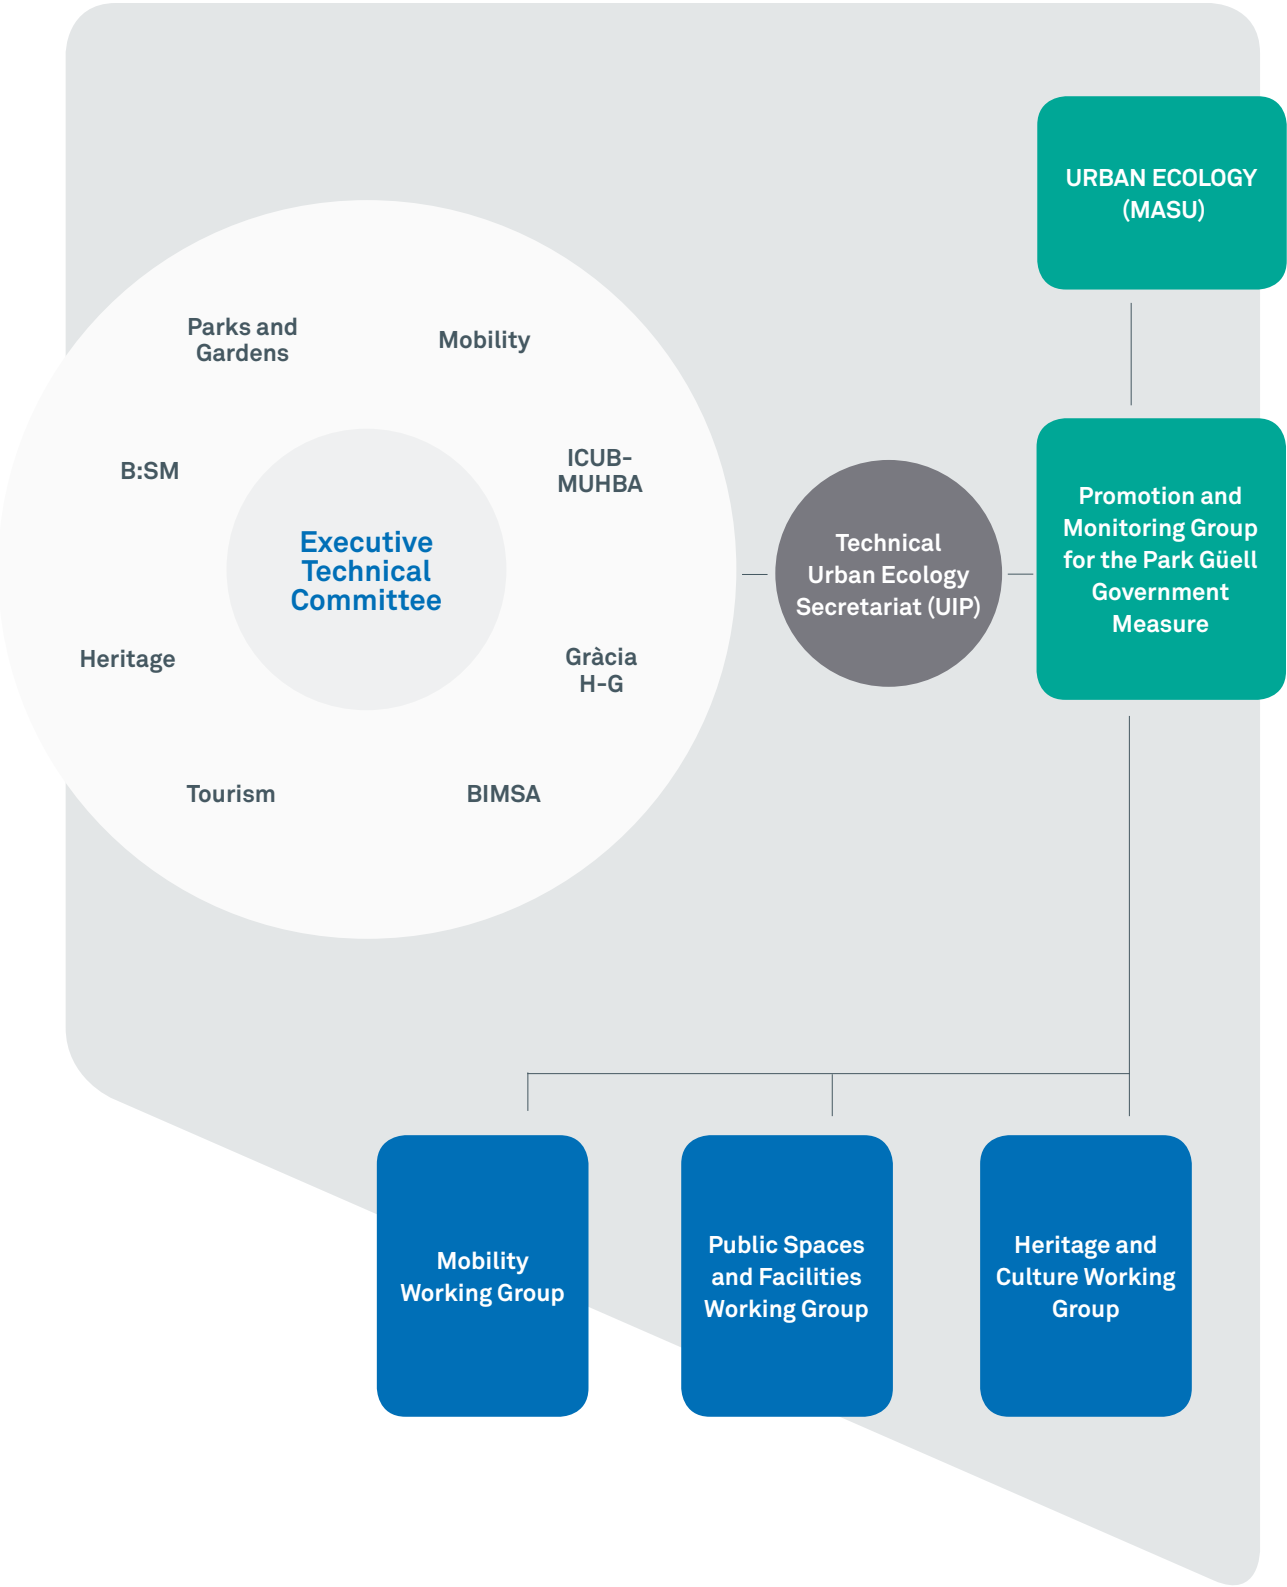 URBAN ECOLOGY
(MASU)
Parks and
Gardens
Mobility
B:SM
ICUB-
MUHBA
Executive
Technical
Committee
Heritage
Gràcia
H-G
Tourism
BIMSA
Technical
Urban Ecology
Secretariat (UIP)
Promotion and
Monitoring Group
for the Park Güell
Government
Measure
Mobility
Working Group
Public Spaces
and Facilities
Working Group
Heritage and
Culture Working
Group